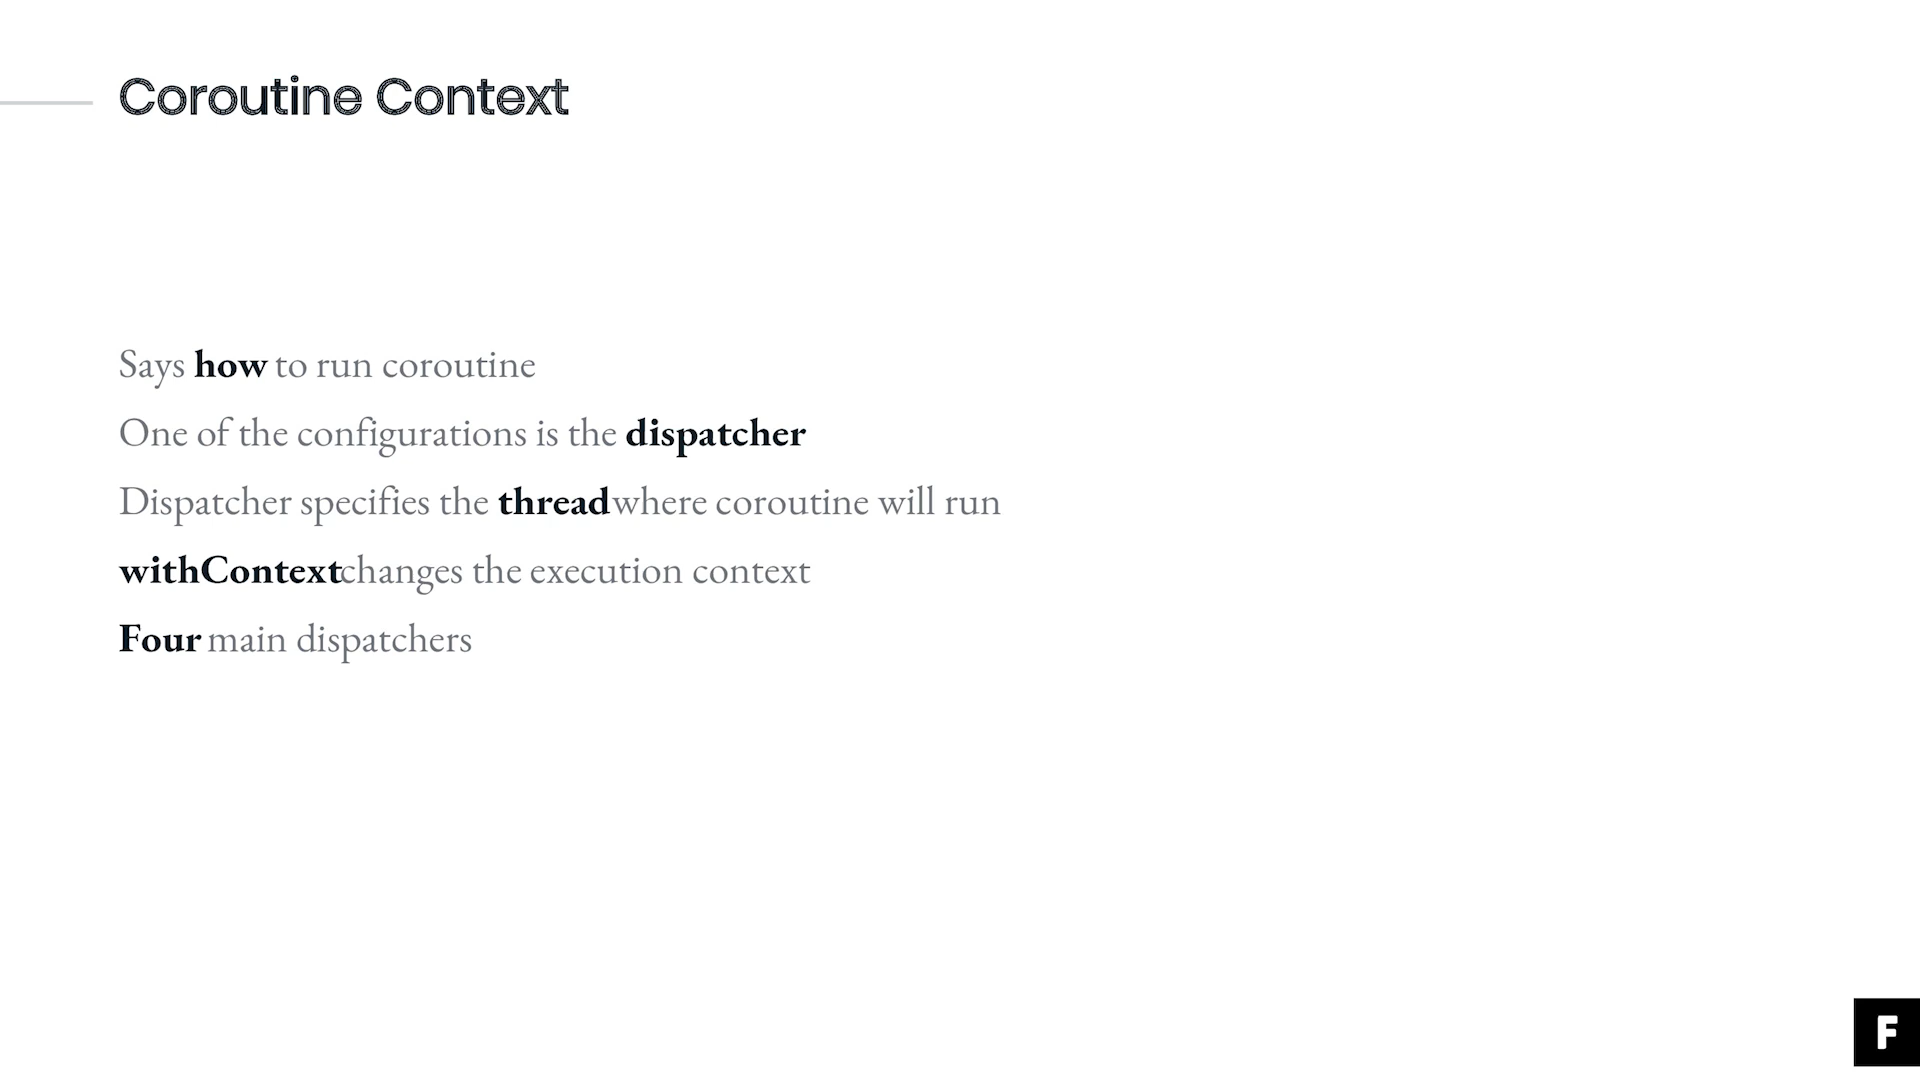 Coroutine Context
Says how to run coroutine
One of the configurations is the dispatcher
Dispatcher specifies the thread where coroutine will run
withContext changes the execution context
Four main dispatchers
F